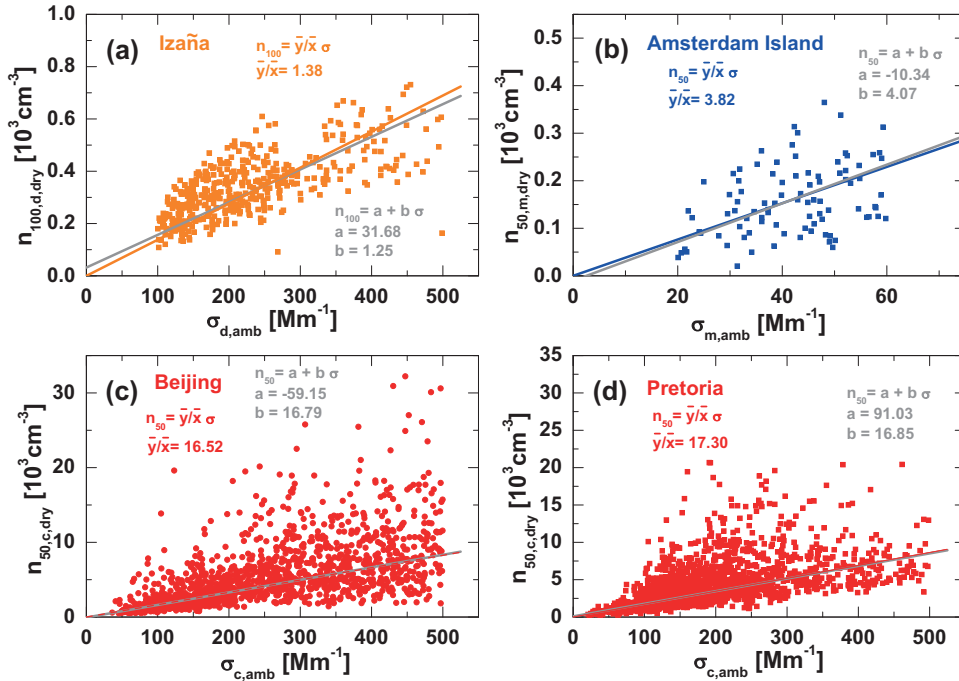 (a) Izaña
n₁₀₀ = ȳ/x̄ σ
ȳ/x̄ = 1.38
n₁₀₀ = a + b σ
a = 31.68
b = 1.25
n₁₀₀,d,dry [10³cm⁻³]
1.0
0.8
0.6
0.4
0.2
0.0
0 100 200 300 400 500
σd,amb [Mm⁻¹]
(b) Amsterdam Island
n₅₀ = ȳ/x̄ σ
ȳ/x̄ = 3.82
n₅₀ = a + b σ
a = -10.34
b = 4.07
n₅₀,m,dry [10³cm⁻³]
0.5
0.4
0.3
0.2
0.1
0.0
0 20 40 60
σm,amb [Mm⁻¹]
(c) Beijing
n₅₀ = ȳ/x̄ σ
ȳ/x̄ = 16.52
n₅₀ = a + b σ
a = -59.15
b = 16.79
n₅₀,c,dry [10³cm⁻³]
30
20
10
5
0
0 100 200 300 400 500
σc,amb [Mm⁻¹]
(d) Pretoria
n₅₀ = ȳ/x̄ σ
ȳ/x̄ = 17.30
n₅₀ = a + b σ
a = 91.03
b = 16.85
n₅₀,c,dry [10³cm⁻³]
35
30
25
20
15
10
5
0
0 100 200 300 400 500
σc,amb [Mm⁻¹]